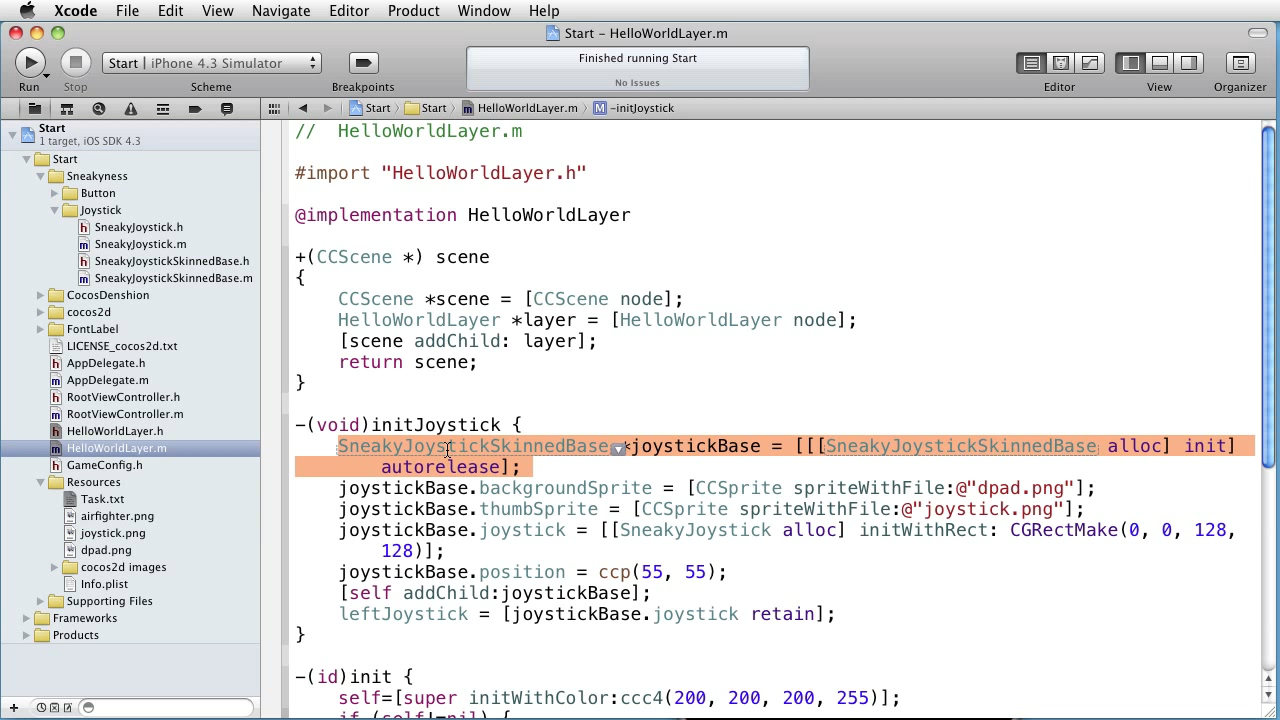 Xcode File Edit View Navigate Editor Product Window Help
Start – HelloWorldLayer.m
Start | iPhone 4.3 Simulator
Finished running Start
No Issues
Run Stop Scheme Breakpoints Editor View Organizer
Start Start HelloWorldLayer.m M -initJoystick
Start
1 target, iOS SDK 4.3
Start
Sneakyness
Button
Joystick
h SneakyJoystick.h
m SneakyJoystick.m
h SneakyJoystickSkinnedBase.h
m SneakyJoystickSkinnedBase.m
CocosDenshion
cocos2d
FontLabel
LICENSE_cocos2d.txt
h AppDelegate.h
m AppDelegate.m
h RootViewController.h
m RootViewController.m
h HelloWorldLayer.h
m HelloWorldLayer.m
h GameConfig.h
Resources
Task.txt
airfighter.png
joystick.png
dpad.png
cocos2d images
Info.plist
Supporting Files
Frameworks
Products
//  HelloWorldLayer.m
#import "HelloWorldLayer.h"
@implementation HelloWorldLayer
+(CCScene *) scene
{
CCScene *scene = [CCScene node];
HelloWorldLayer *layer = [HelloWorldLayer node];
[scene addChild: layer];
return scene;
}
-(void)initJoystick {
SneakyJoystickSkinnedBase *joystickBase = [[[SneakyJoystickSkinnedBase alloc] init]
autorelease];
joystickBase.backgroundSprite = [CCSprite spriteWithFile:@"dpad.png"];
joystickBase.thumbSprite = [CCSprite spriteWithFile:@"joystick.png"];
joystickBase.joystick = [[SneakyJoystick alloc] initWithRect: CGRectMake(0, 0, 128,
128)];
joystickBase.position = ccp(55, 55);
[self addChild:joystickBase];
leftJoystick = [joystickBase.joystick retain];
}
-(id)init {
self=[super initWithColor:ccc4(200, 200, 200, 255)];
if (self!=nil) {